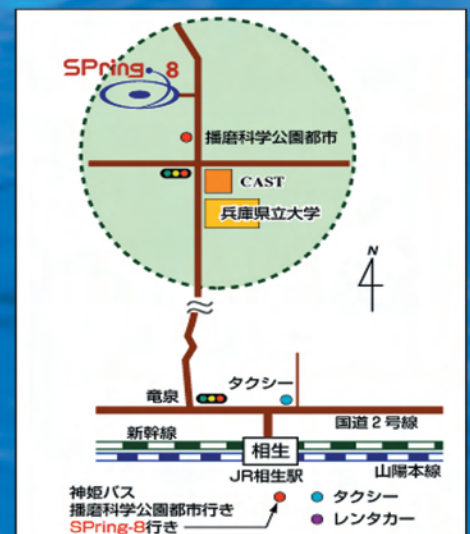 SPring-8
播磨科学公園都市
CAST
兵庫県立大学
N
竜泉
タクシー
国道2号線
新幹線
相生
JR相生駅
山陽本線
神姫バス
播磨科学公園都市行き
SPring-8行き
タクシー
レンタカー